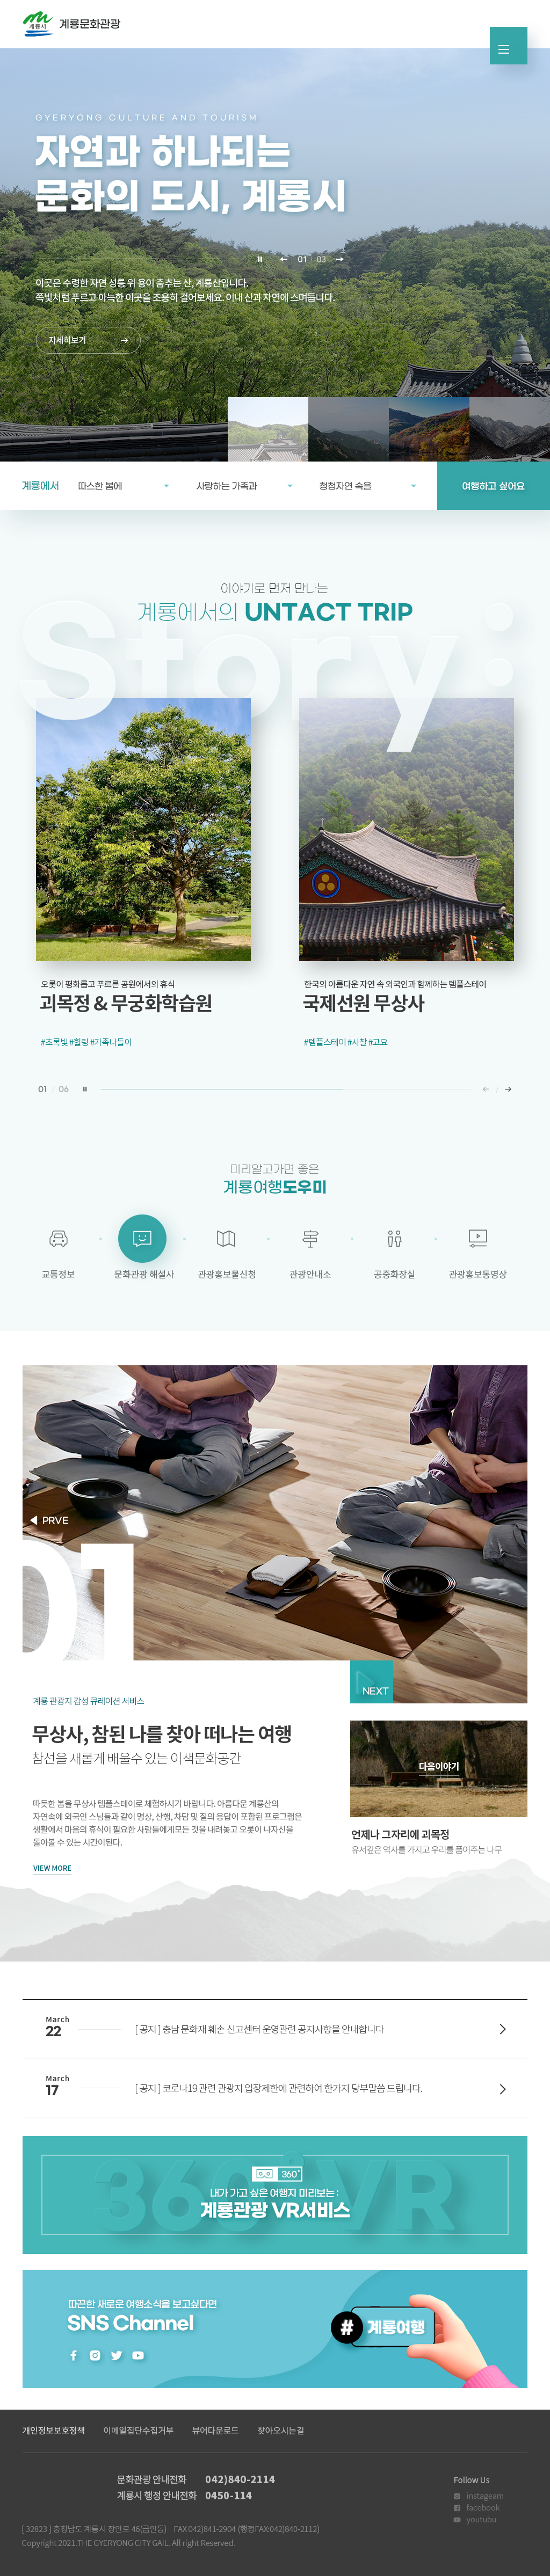 계룡시
계룡문화관광
GYERYONG CULTURE AND TOURISM
자연과 하나되는
문화의 도시, 계룡시
01 | 03
이곳은 수령한 자연 성릉 위 용이 춤추는 산, 계룡산입니다.
쪽빛처럼 푸르고 아늑한 이곳을 조용히 걸어보세요. 이내 산과 자연에 스며듭니다.
자세히보기
계룡에서
따스한 봄에
사랑하는 가족과
청청자연 속을
여행하고 싶어요
이야기로 먼저 만나는
계룡에서의 UNTACT TRIP
Story:
오롯이 평화롭고 푸르른 공원에서의 휴식
괴목정 & 무궁화학습원
#초록빛 #힐링 #가족나들이
한국의 아름다운 자연 속 외국인과 함께하는 템플스테이
국제선원 무상사
#템플스테이 #사찰 #고요
01 / 06
/
미리알고가면 좋은
계룡여행도우미
교통정보
문화관광 해설사
관광홍보물신청
관광안내소
공중화장실
관광홍보동영상
PRVE
01
NEXT
계룡 관광지 감성 큐레이션 서비스
무상사, 참된 나를 찾아 떠나는 여행
참선을 새롭게 배울수 있는 이색문화공간
따듯한 봄을 무상사 템플스테이로 체험하시기 바랍니다. 아름다운 계룡산의
자연속에 외국인 스님들과 같이 명상, 산행, 차담 및 질의 응답이 포함된 프로그램은
생활에서 마음의 휴식이 필요한 사람들에게모든 것을 내려놓고 오롯이 나자신을
돌아볼 수 있는 시간이된다.
VIEW MORE
다음이야기
언제나 그자리에 괴목정
유서깊은 역사를 가지고 우리를 품어주는 나무
March
22
[ 공지 ] 충남 문화재 훼손 신고센터 운영관련 공지사항을 안내합니다
March
17
[ 공지 ] 코로나19 관련 관광지 입장제한에 관련하여 한가지 당부말씀 드립니다.
360° VR
360°
내가 가고 싶은 여행지 미리보는 :
계룡관광 VR서비스
따끈한 새로운 여행소식을 보고싶다면
SNS Channel
# 계룡여행
개인정보보호정책
이메일집단수집거부
뷰어다운로드
찾아오시는길
문화관광 안내전화 042)840-2114
계룡시 행정 안내전화 0450-114
[ 32823 ] 충청남도 계룡시 장안로 46(금암동) FAX 042)841-2904 (행정FAX:042)840-2112)
Copyright 2021.THE GYERYONG CITY GAIL. All right Reserved.
Follow Us
instagearn
facebook
youtubu